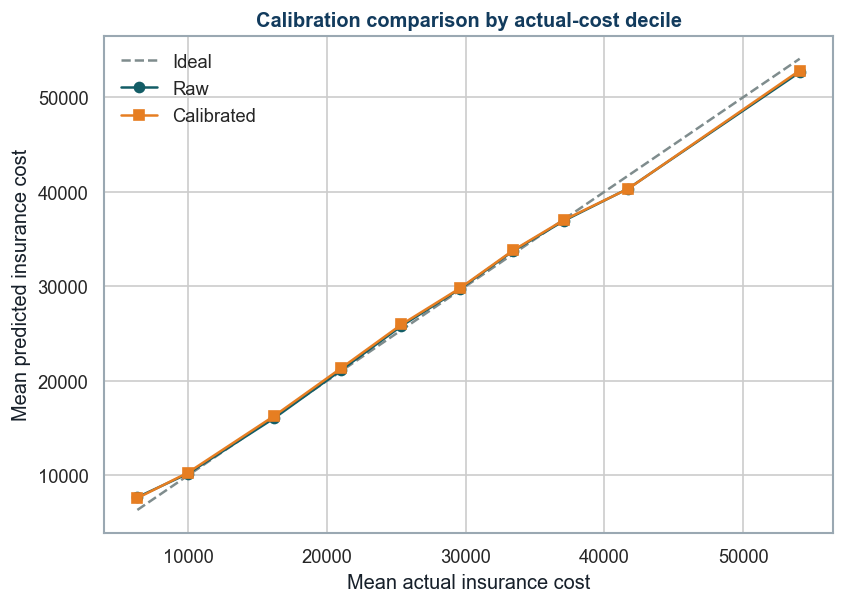 Calibration comparison by actual-cost decile
Ideal
Raw
Calibrated
50000
40000
30000
20000
10000
Mean predicted insurance cost
10000
20000
30000
40000
50000
Mean actual insurance cost